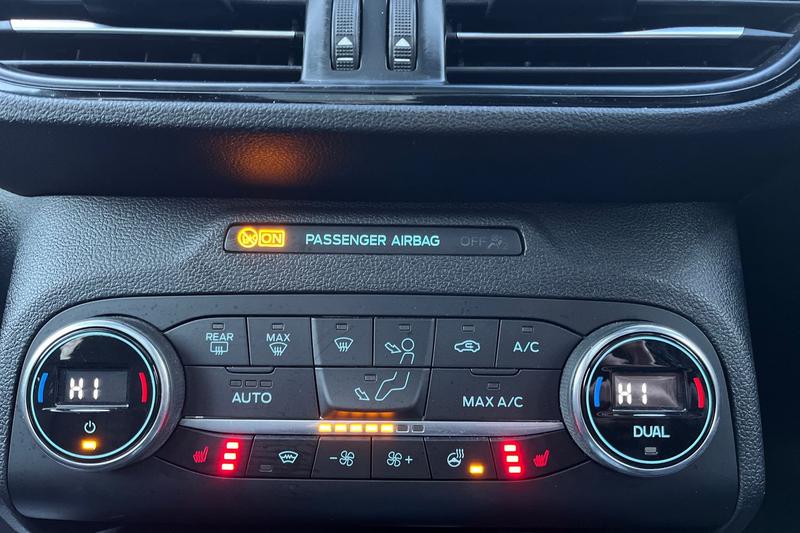 ON PASSENGER AIRBAG OFF
REAR MAX A/C
HI AUTO MAX A/C HI
DUAL
- +